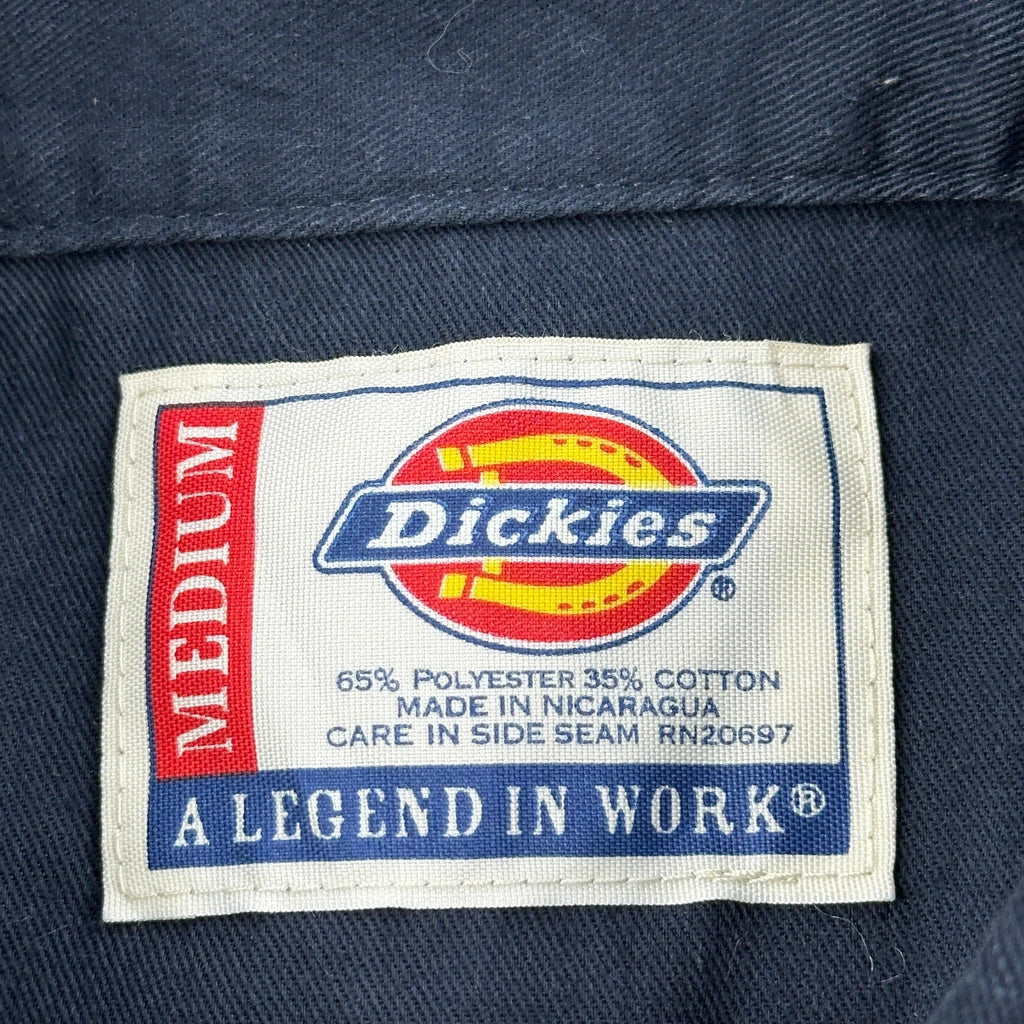 MEDIUM
Dickies®
65% POLYESTER 35% COTTON
MADE IN NICARAGUA
CARE IN SIDE SEAM RN20697
A LEGEND IN WORK®